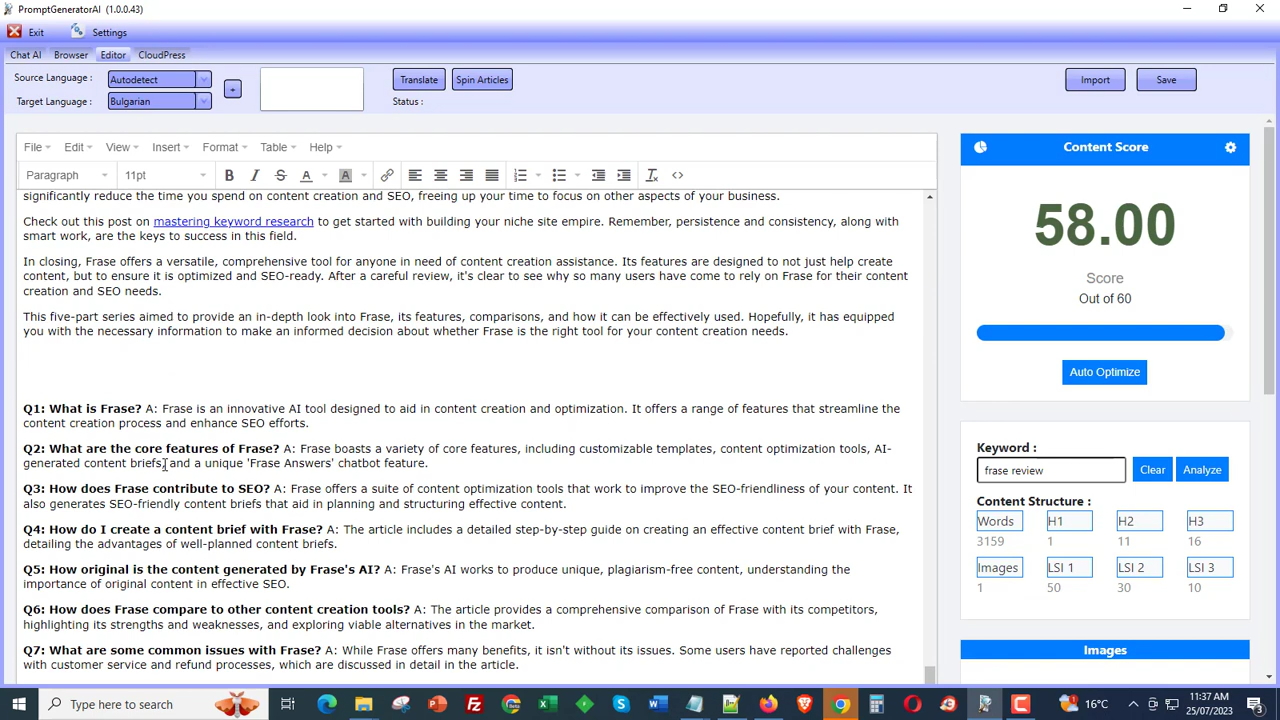 PromptGeneratorAI (1.0.0.43)
Exit Settings
Chat AI Browser Editor CloudPress
Source Language : Autodetect
Target Language : Bulgarian
+
Translate Spin Articles
Status :
Import Save
File Edit View Insert Format Table Help
Paragraph 11pt B I S A A
significantly reduce the time you spend on content creation and SEO, freeing up your time to focus on other aspects of your business.
Check out this post on mastering keyword research to get started with building your niche site empire. Remember, persistence and consistency, along with
smart work, are the keys to success in this field.
In closing, Frase offers a versatile, comprehensive tool for anyone in need of content creation assistance. Its features are designed to not just help create
content, but to ensure it is optimized and SEO-ready. After a careful review, it's clear to see why so many users have come to rely on Frase for their content
creation and SEO needs.
This five-part series aimed to provide an in-depth look into Frase, its features, comparisons, and how it can be effectively used. Hopefully, it has equipped
you with the necessary information to make an informed decision about whether Frase is the right tool for your content creation needs.
Q1: What is Frase? A: Frase is an innovative AI tool designed to aid in content creation and optimization. It offers a range of features that streamline the
content creation process and enhance SEO efforts.
Q2: What are the core features of Frase? A: Frase boasts a variety of core features, including customizable templates, content optimization tools, AI-
generated content briefs, and a unique 'Frase Answers' chatbot feature.
Q3: How does Frase contribute to SEO? A: Frase offers a suite of content optimization tools that work to improve the SEO-friendliness of your content. It
also generates SEO-friendly content briefs that aid in planning and structuring effective content.
Q4: How do I create a content brief with Frase? A: The article includes a detailed step-by-step guide on creating an effective content brief with Frase,
detailing the advantages of well-planned content briefs.
Q5: How original is the content generated by Frase's AI? A: Frase's AI works to produce unique, plagiarism-free content, understanding the
importance of original content in effective SEO.
Q6: How does Frase compare to other content creation tools? A: The article provides a comprehensive comparison of Frase with its competitors,
highlighting its strengths and weaknesses, and exploring viable alternatives in the market.
Q7: What are some common issues with Frase? A: While Frase offers many benefits, it isn't without its issues. Some users have reported challenges
with customer service and refund processes, which are discussed in detail in the article.
Content Score
58.00
Score
Out of 60
Auto Optimize
Keyword :
frase review Clear Analyze
Content Structure :
Words H1 H2 H3
3159 1 11 16
Images LSI 1 LSI 2 LSI 3
1 50 30 10
Images
Type here to search
16°C
11:37 AM
25/07/2023
3